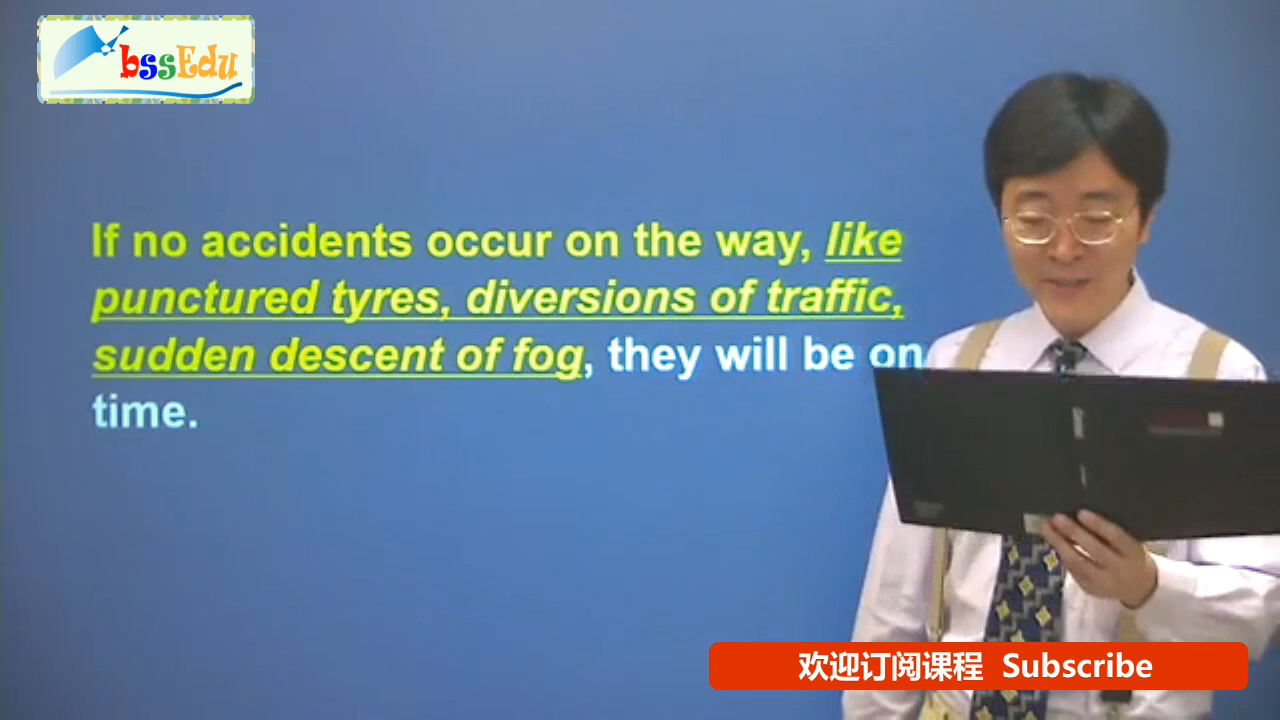 bssEdu
If no accidents occur on the way, like
punctured tyres, diversions of traffic,
sudden descent of fog, they will be on
time.
欢迎订阅课程 Subscribe